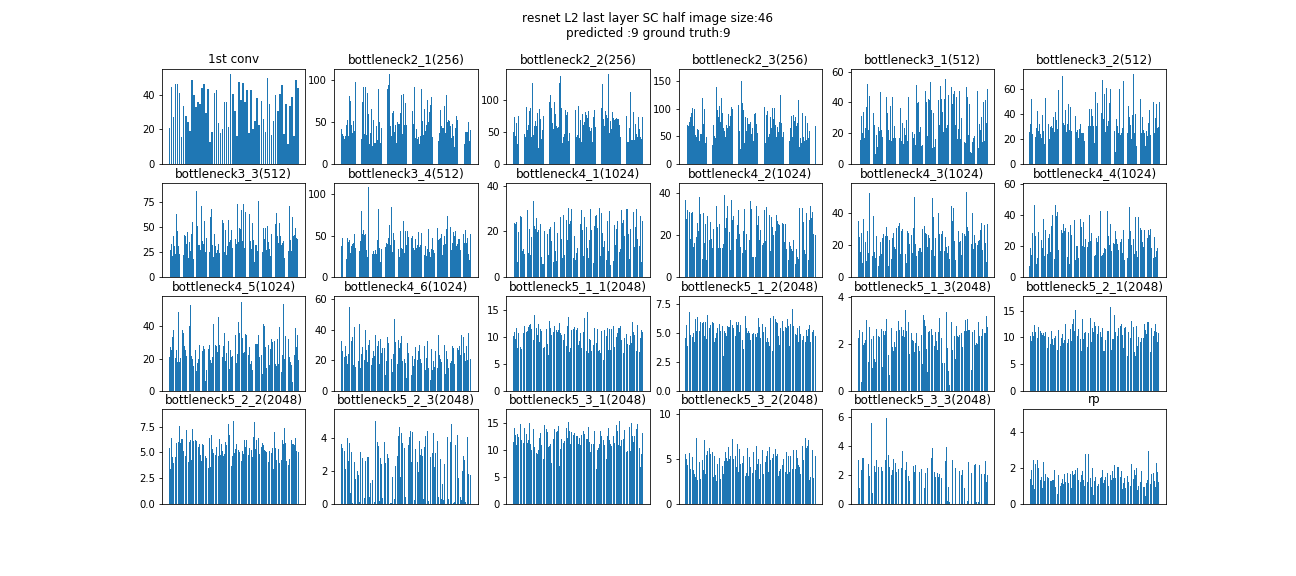 resnet L2 last layer SC half image size:46
predicted :9 ground truth:9
1st conv bottleneck2_1(256) bottleneck2_2(256) bottleneck2_3(256) bottleneck3_1(512) bottleneck3_2(512)
40 20 0
100 50 0
100 50 0
150 100 50 0
60 40 20 0
60 40 20 0
bottleneck3_3(512) bottleneck3_4(512) bottleneck4_1(1024) bottleneck4_2(1024) bottleneck4_3(1024) bottleneck4_4(1024)
75 50 25 0
100 50 0
40 20 0
40 20 0
40 20 0
60 40 20 0
bottleneck4_5(1024) bottleneck4_6(1024) bottleneck5_1_1(2048) bottleneck5_1_2(2048) bottleneck5_1_3(2048) bottleneck5_2_1(2048)
40 20 0
60 40 20 0
15 10 5 0
7.5 5.0 2.5 0.0
4 2 0
15 10 5 0
bottleneck5_2_2(2048) bottleneck5_2_3(2048) bottleneck5_3_1(2048) bottleneck5_3_2(2048) bottleneck5_3_3(2048) rp
7.5 5.0 2.5 0.0
4 2 0
15 10 5 0
10 5 0
6 4 2 0
4 2 0